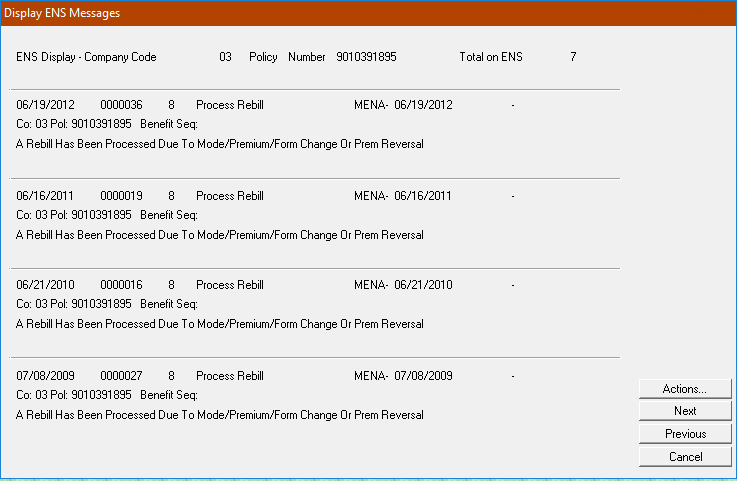 Display ENS Messages
ENS Display - Company Code 03 Policy Number 9010391895 Total on ENS 7
06/19/2012 0000036 8 Process Rebill MENA- 06/19/2012 -
Co: 03 Pol: 9010391895 Benefit Seq:
A Rebill Has Been Processed Due To Mode/Premium/Form Change Or Prem Reversal
06/16/2011 0000019 8 Process Rebill MENA- 06/16/2011 -
Co: 03 Pol: 9010391895 Benefit Seq:
A Rebill Has Been Processed Due To Mode/Premium/Form Change Or Prem Reversal
06/21/2010 0000016 8 Process Rebill MENA- 06/21/2010 -
Co: 03 Pol: 9010391895 Benefit Seq:
A Rebill Has Been Processed Due To Mode/Premium/Form Change Or Prem Reversal
07/08/2009 0000027 8 Process Rebill MENA- 07/08/2009 -
Co: 03 Pol: 9010391895 Benefit Seq:
A Rebill Has Been Processed Due To Mode/Premium/Form Change Or Prem Reversal
Actions...
Next
Previous
Cancel